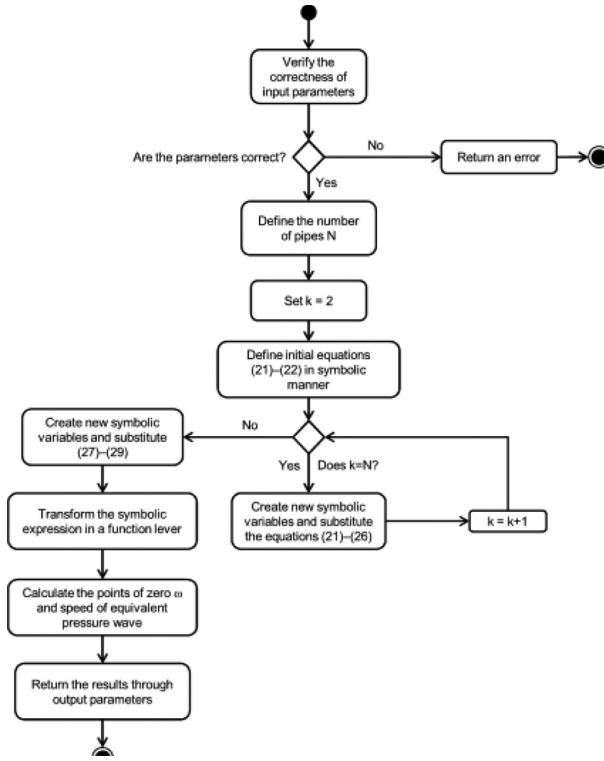 Verify the
correctness of
input parameters
Are the parameters correct?
No
Return an error
Yes
Define the number
of pipes N
Set k = 2
Define initial equations
(21)–(22) in symbolic
manner
Create new symbolic
variables and substitute
(27)–(29)
No
Yes
Does k=N?
Transform the symbolic
expression in a function lever
Create new symbolic
variables and substitute
the equations (21)–(26)
k = k+1
Calculate the points of zero ω
and speed of equivalent
pressure wave
Return the results through
output parameters